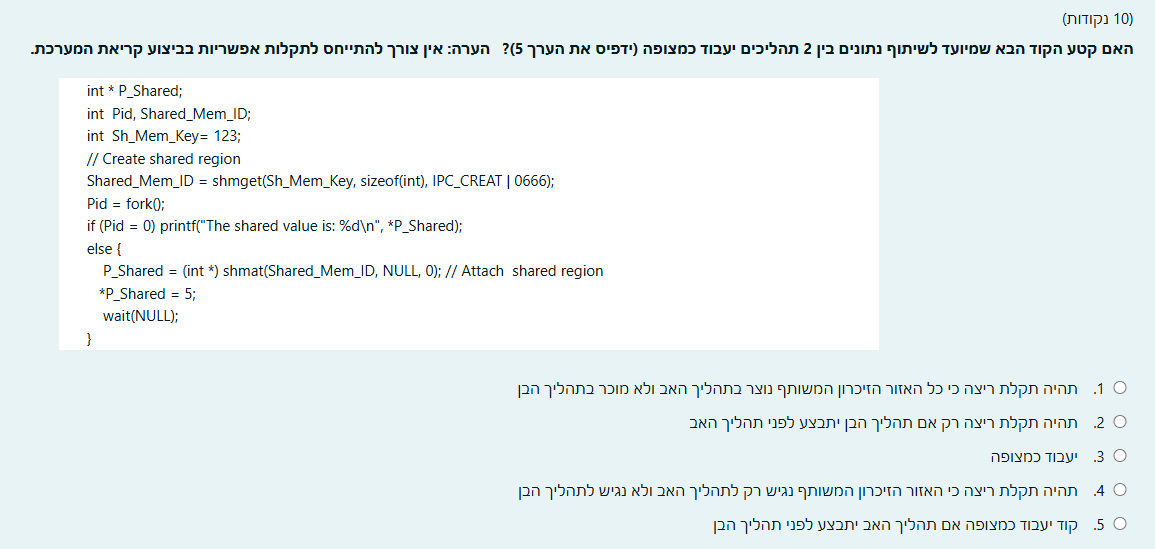 (10 נקודות)
האם קטע הקוד הבא שמיועד לשיתוף נתונים בין 2 תהליכים יעבוד כמצופה (ידפיס את הערך 5)? הערה: אין צורך להתייחס לתקלות אפשריות בביצוע קריאת המערכת.
int * P_Shared;
int Pid, Shared_Mem_ID;
int Sh_Mem_Key= 123;
// Create shared region
Shared_Mem_ID = shmget(Sh_Mem_Key, sizeof(int), IPC_CREAT | 0666);
Pid = fork();
if (Pid = 0) printf("The shared value is: %d\n", *P_Shared);
else {
P_Shared = (int *) shmat(Shared_Mem_ID, NULL, 0); // Attach shared region
*P_Shared = 5;
wait(NULL);
}
1. תהיה תקלת ריצה כי כל האזור הזיכרון המשותף נוצר בתהליך האב ולא מוכר בתהליך הבן
2. תהיה תקלת ריצה רק אם תהליך הבן יתבצע לפני תהליך האב
3. יעבוד כמצופה
4. תהיה תקלת ריצה כי האזור הזיכרון המשותף נגיש רק לתהליך האב ולא נגיש לתהליך הבן
5. קוד יעבוד כמצופה אם תהליך האב יתבצע לפני תהליך הבן